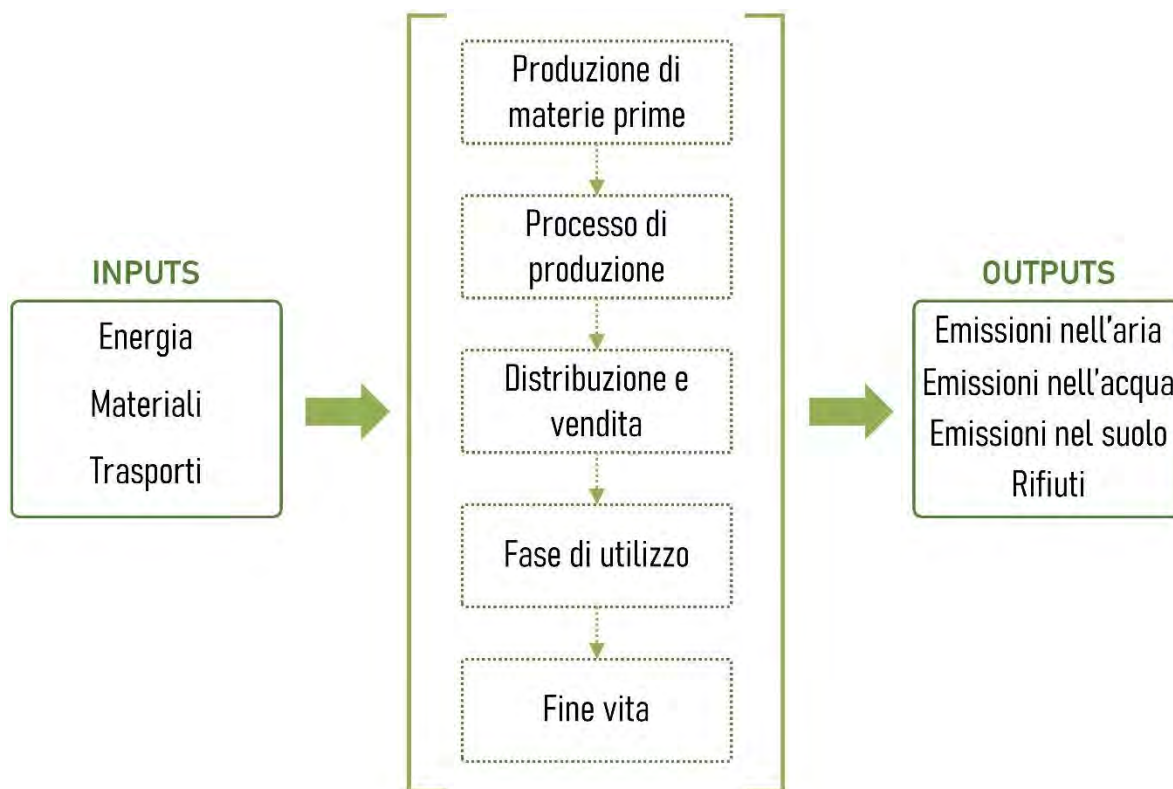 INPUTS
Energia
Materiali
Trasporti
Produzione di
materie prime
Processo di
produzione
Distribuzione e
vendita
Fase di utilizzo
Fine vita
OUTPUTS
Emissioni nell'aria
Emissioni nell'acqua
Emissioni nel suolo
Rifiuti